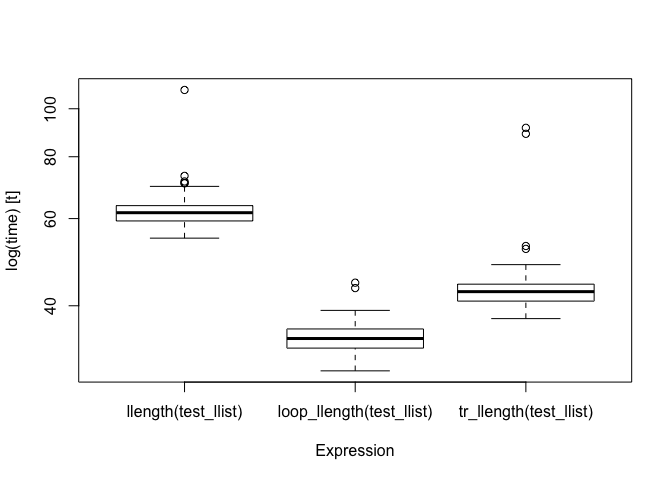 log(time) [t]
100
80
60
40
llength(test_llist)
loop_llength(test_llist)
tr_llength(test_llist)
Expression